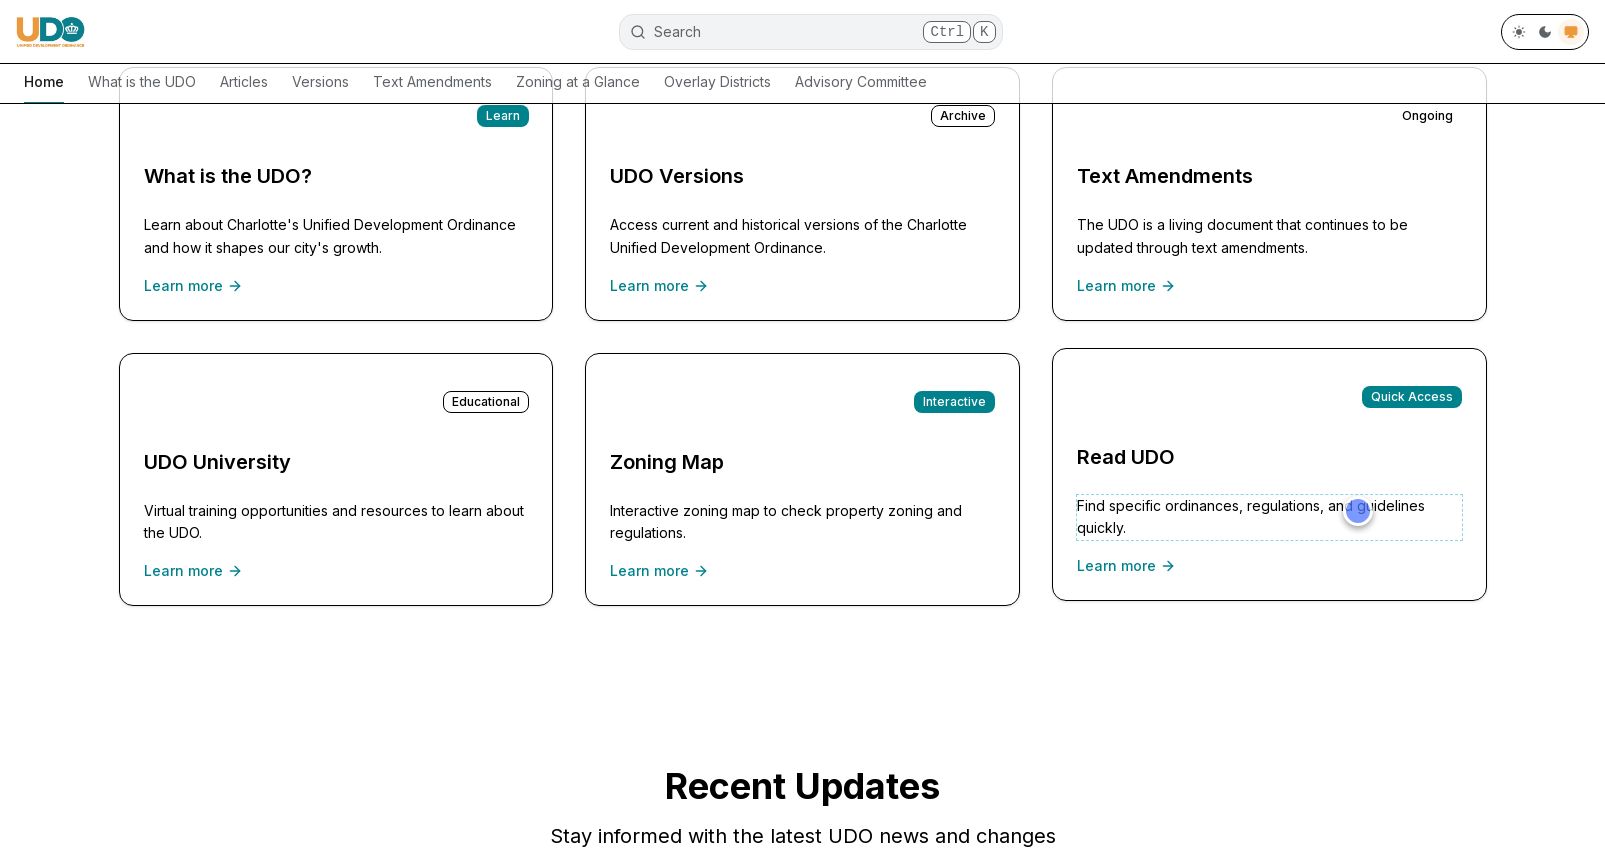 UDO
UNIFIED DEVELOPMENT ORDINANCE
Search
Ctrl K
Home What is the UDO Articles Versions Text Amendments Zoning at a Glance Overlay Districts Advisory Committee
Learn
What is the UDO?
Learn about Charlotte's Unified Development Ordinance
and how it shapes our city's growth.
Learn more →
Archive
UDO Versions
Access current and historical versions of the Charlotte
Unified Development Ordinance.
Learn more →
Ongoing
Text Amendments
The UDO is a living document that continues to be
updated through text amendments.
Learn more →
Educational
UDO University
Virtual training opportunities and resources to learn about
the UDO.
Learn more →
Interactive
Zoning Map
Interactive zoning map to check property zoning and
regulations.
Learn more →
Quick Access
Read UDO
Find specific ordinances, regulations, and guidelines
quickly.
Learn more →
Recent Updates
Stay informed with the latest UDO news and changes